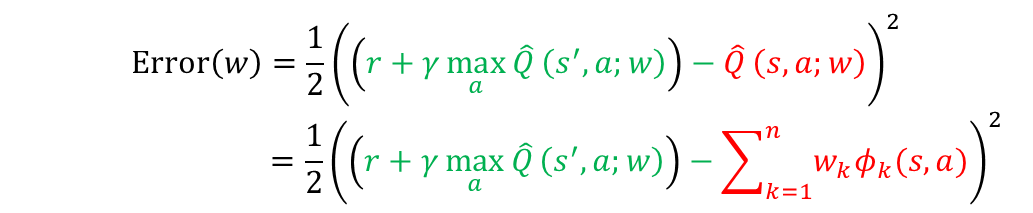 Error(w) = 1/2 ((r + γ max_a Q̂ (s′, a; w)) − Q̂ (s, a; w))²
= 1/2 ((r + γ max_a Q̂ (s′, a; w)) − ∑_{k=1}^{n} w_k ϕ_k(s, a))²